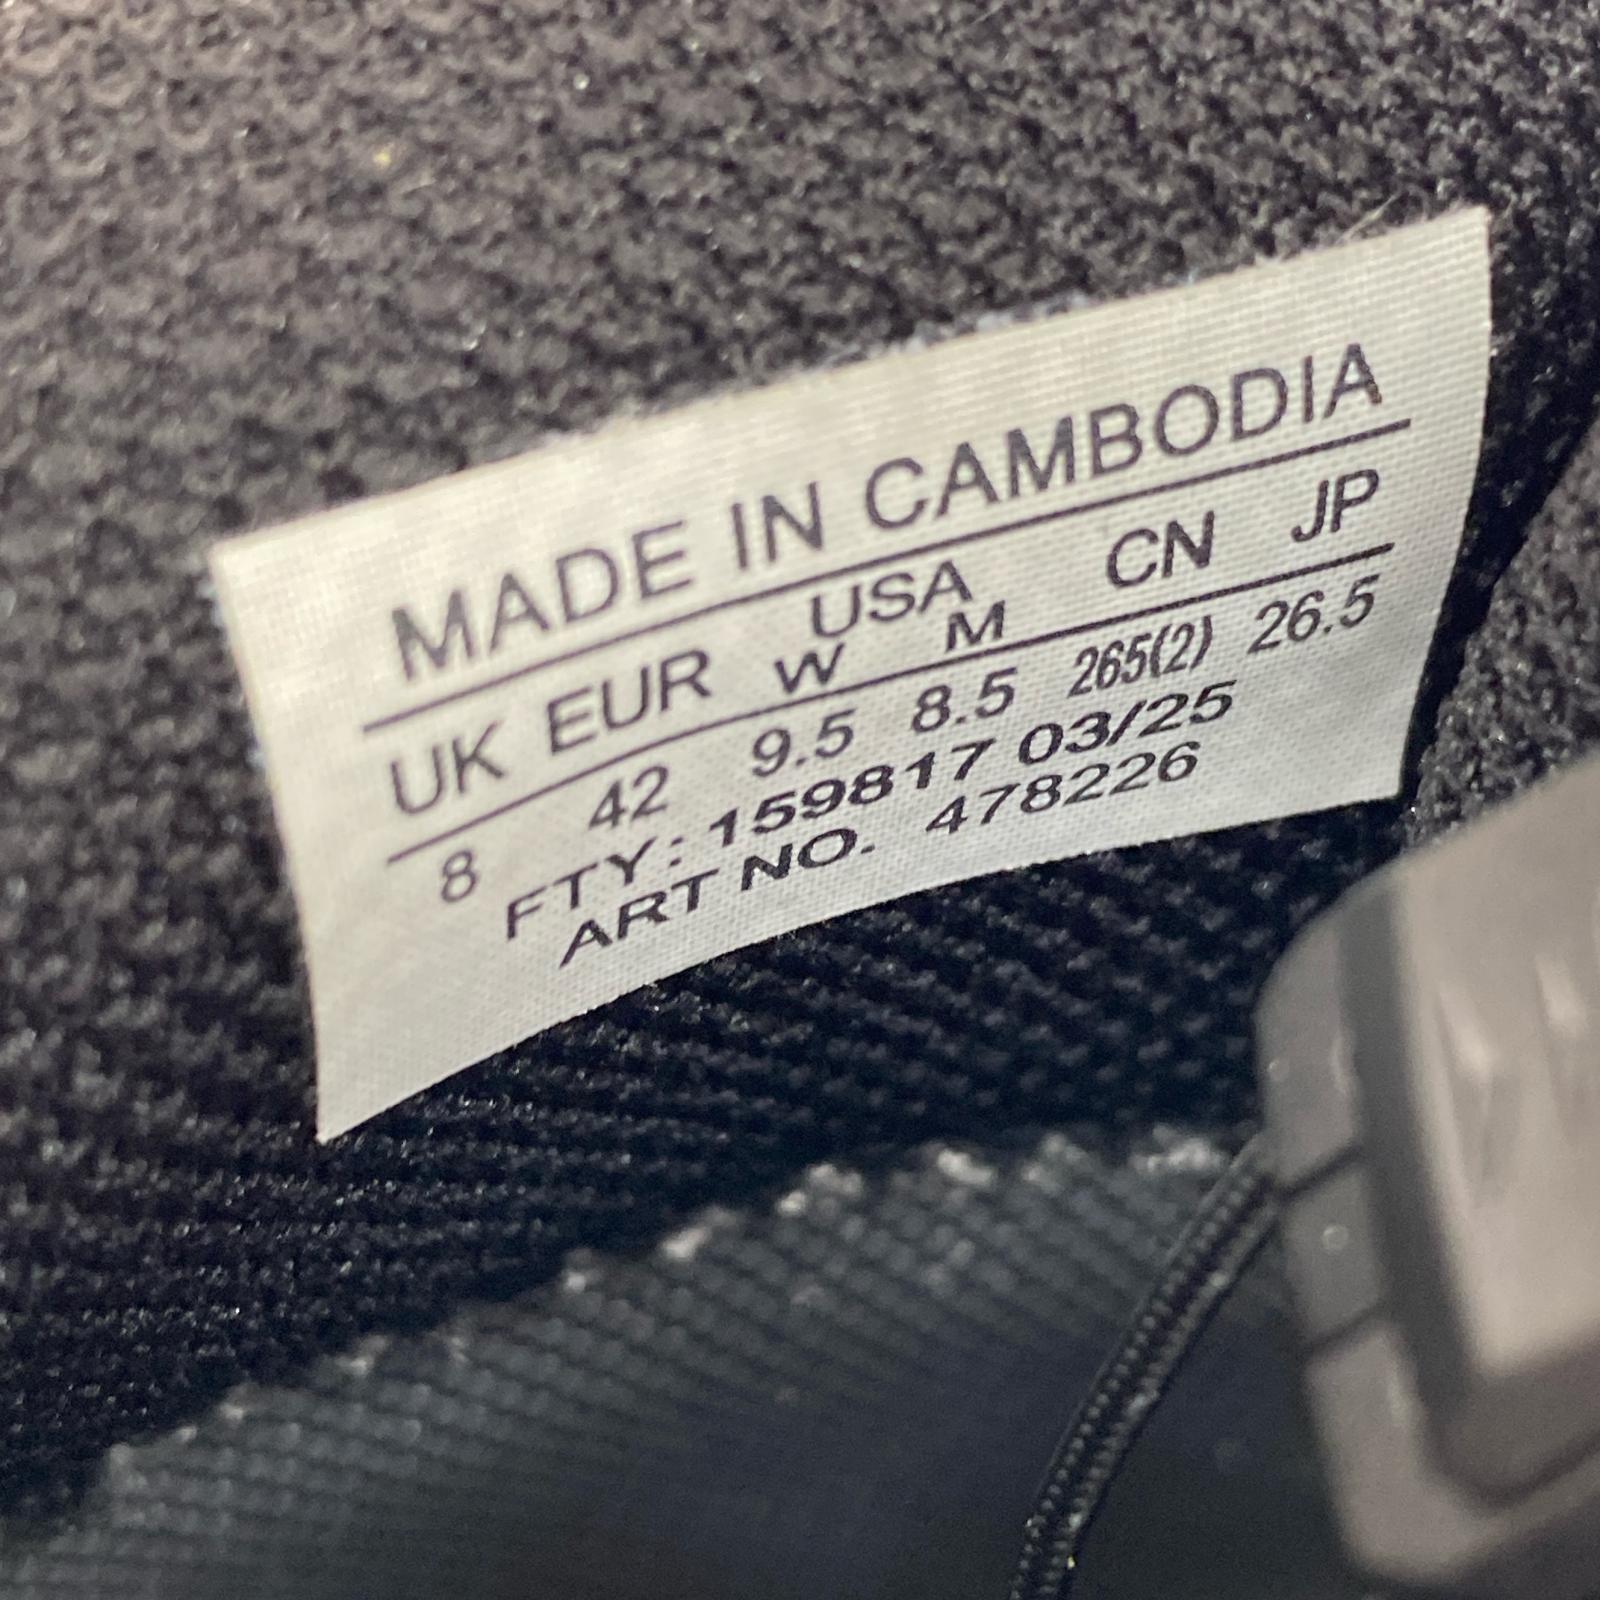 MADE IN CAMBODIA
UK EUR USA CN JP
W M
8 42 9.5 8.5 265(2) 26.5
FTY: 159817 03/25
ART NO. 478226